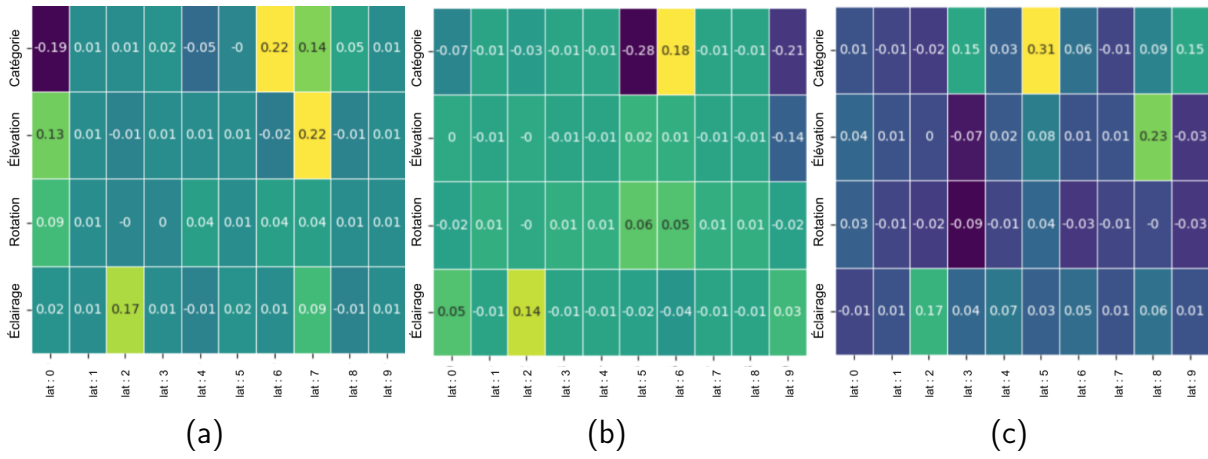 Catégorie -0.19 0.01 0.01 0.02 -0.05 -0 0.22 0.14 0.05 0.01
Élévation 0.13 0.01 -0.01 0.01 0.01 0.01 -0.02 0.22 -0.01 0.01
Rotation 0.09 0.01 -0 0 0.04 0.01 0.04 0.04 0.01 0.01
Éclairage 0.02 0.01 0.17 0.01 -0.01 0.02 0.01 0.09 -0.01 0.01
lat : 0 lat : 1 lat : 2 lat : 3 lat : 4 lat : 5 lat : 6 lat : 7 lat : 8 lat : 9
(a)
Catégorie -0.07 -0.01 -0.03 -0.01 -0.01 -0.28 0.18 -0.01 -0.01 -0.21
Élévation 0 -0.01 -0 -0.01 -0.01 0.02 0.01 -0.01 -0.01 -0.14
Rotation -0.02 0.01 -0 0.01 0.01 0.06 0.05 0.01 0.01 -0.02
Éclairage 0.05 -0.01 0.14 -0.01 -0.01 -0.02 -0.04 -0.01 -0.01 0.03
lat : 0 lat : 1 lat : 2 lat : 3 lat : 4 lat : 5 lat : 6 lat : 7 lat : 8 lat : 9
(b)
Catégorie 0.01 -0.01 -0.02 0.15 0.03 0.31 0.06 -0.01 0.09 0.15
Élévation 0.04 0.01 0 -0.07 0.02 0.08 0.01 0.01 0.23 -0.03
Rotation 0.03 -0.01 -0.02 -0.09 -0.01 0.04 -0.03 -0.01 -0 -0.03
Éclairage -0.01 0.01 0.17 0.04 0.07 0.03 0.05 0.01 0.06 0.01
lat : 0 lat : 1 lat : 2 lat : 3 lat : 4 lat : 5 lat : 6 lat : 7 lat : 8 lat : 9
(c)